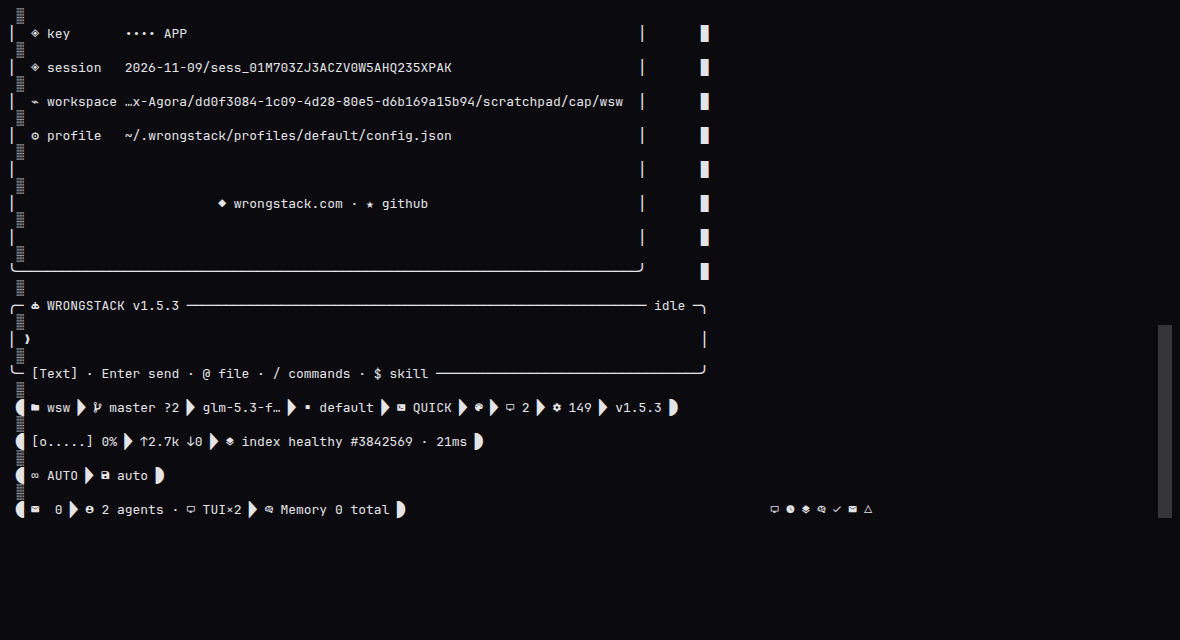 key •••• APP
session 2026-11-09/sess_01M703ZJ3ACZV0W5AHQ235XPAK
workspace …x-Agora/dd0f3084-1c09-4d28-80e5-d6b169a15b94/scratchpad/cap/wsw
profile ~/.wrongstack/profiles/default/config.json
◆ wrongstack.com · ★ github
WRONGSTACK v1.5.3 idle
❫
[Text] · Enter send · @ file · / commands · $ skill
wsw master ?2 glm-5.3-f… default QUICK 2 149 v1.5.3
[o.....] 0% ↑2.7k ↓0 index healthy #3842569 · 21ms
∞ AUTO auto
0 2 agents · TUI×2 Memory 0 total